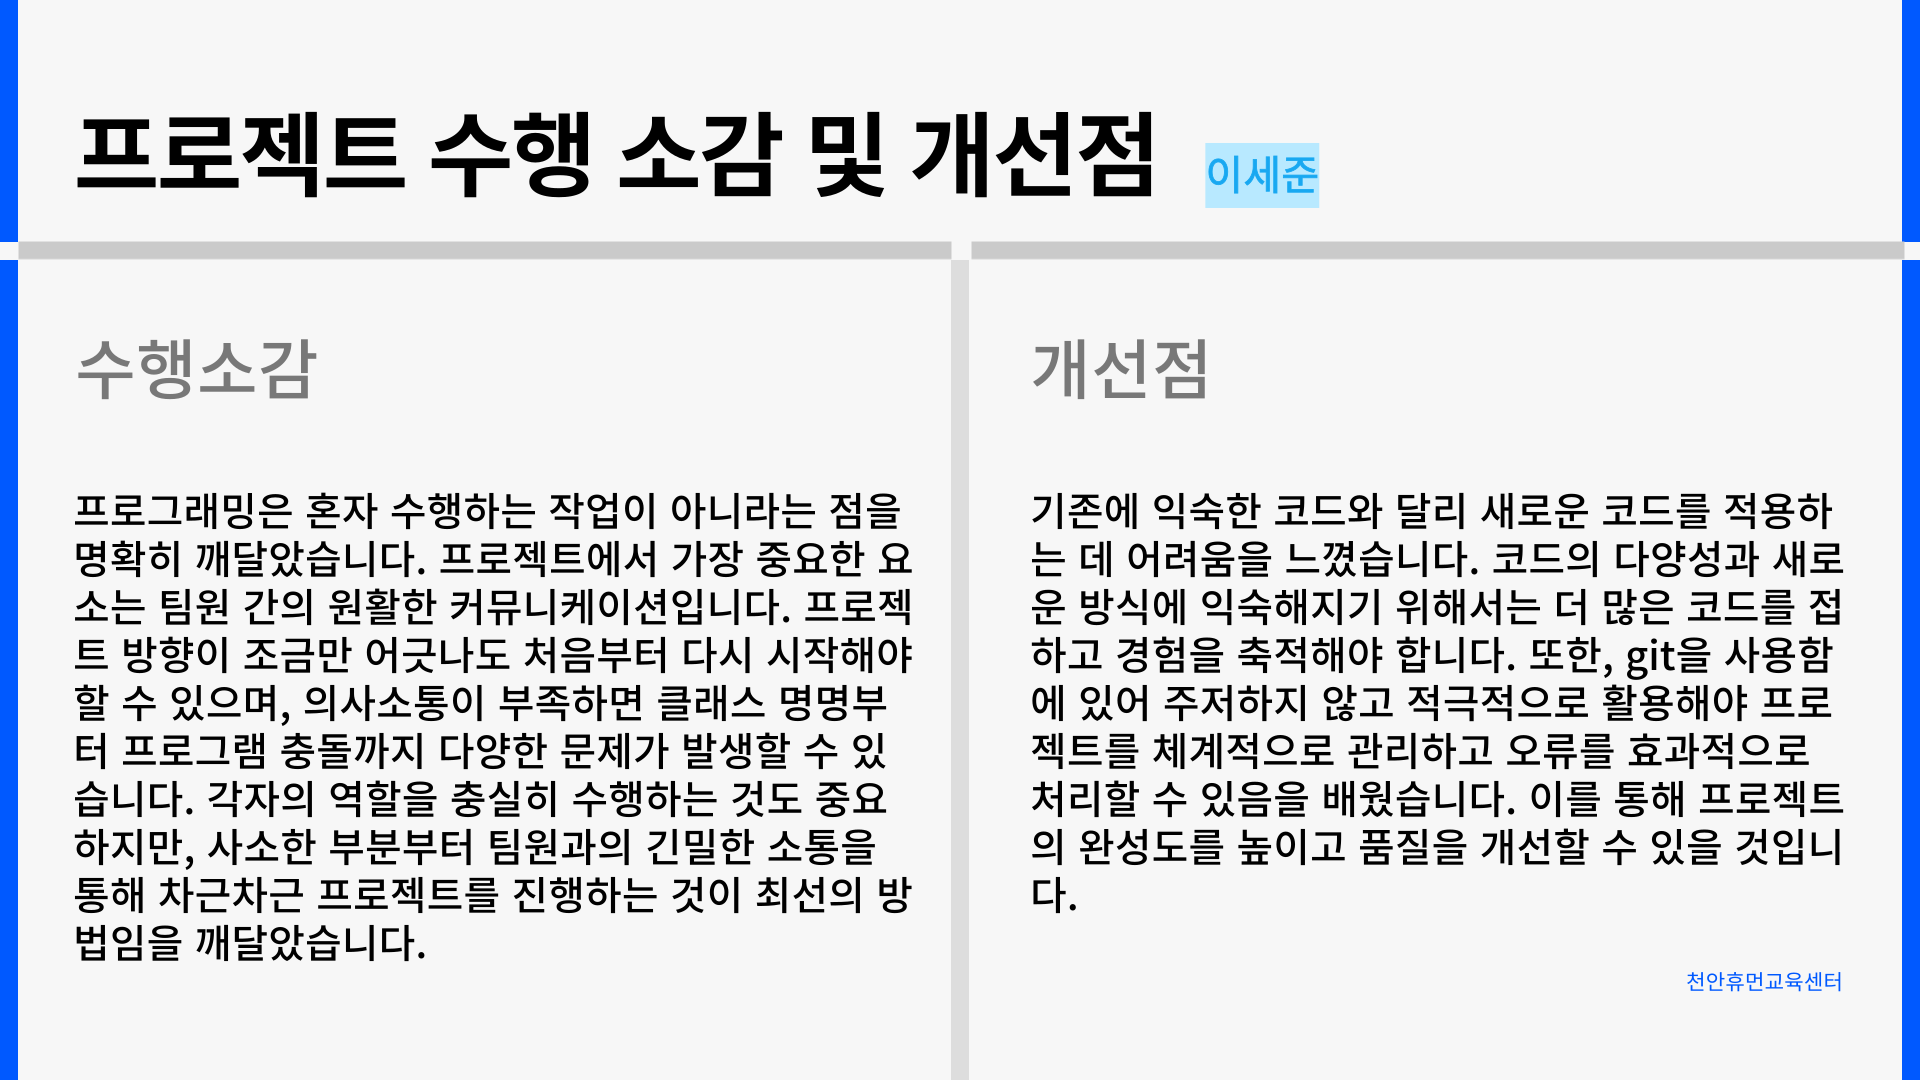 프로젝트 수행 소감 및 개선점 이세준
수행소감
프로그래밍은 혼자 수행하는 작업이 아니라는 점을
명확히 깨달았습니다. 프로젝트에서 가장 중요한 요
소는 팀원 간의 원활한 커뮤니케이션입니다. 프로젝
트 방향이 조금만 어긋나도 처음부터 다시 시작해야
할 수 있으며, 의사소통이 부족하면 클래스 명명부
터 프로그램 충돌까지 다양한 문제가 발생할 수 있
습니다. 각자의 역할을 충실히 수행하는 것도 중요
하지만, 사소한 부분부터 팀원과의 긴밀한 소통을
통해 차근차근 프로젝트를 진행하는 것이 최선의 방
법임을 깨달았습니다.
개선점
기존에 익숙한 코드와 달리 새로운 코드를 적용하
는 데 어려움을 느꼈습니다. 코드의 다양성과 새로
운 방식에 익숙해지기 위해서는 더 많은 코드를 접
하고 경험을 축적해야 합니다. 또한, git을 사용함
에 있어 주저하지 않고 적극적으로 활용해야 프로
젝트를 체계적으로 관리하고 오류를 효과적으로
처리할 수 있음을 배웠습니다. 이를 통해 프로젝트
의 완성도를 높이고 품질을 개선할 수 있을 것입니
다.
천안휴먼교육센터